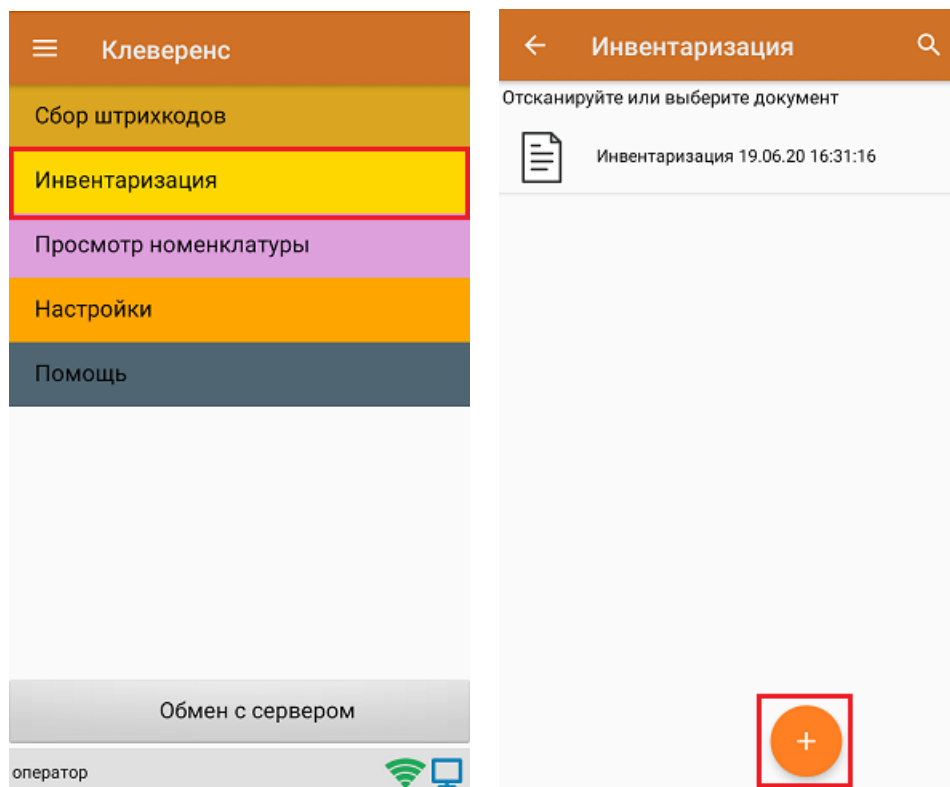 Клеверенс
Сбор штрихкодов
Инвентаризация
Просмотр номенклатуры
Настройки
Помощь
Обмен с сервером
оператор
Инвентаризация
Отсканируйте или выберите документ
Инвентаризация 19.06.20 16:31:16
+